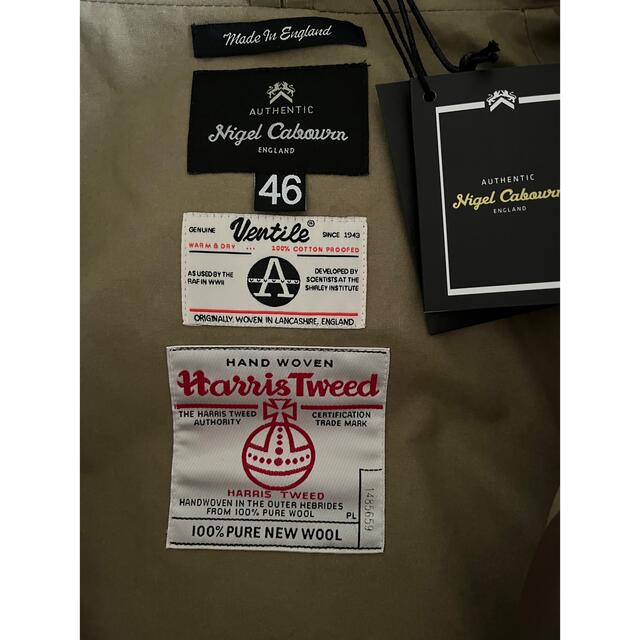 Made In England
AUTHENTIC
Nigel Cabourn
ENGLAND
46
AUTHENTIC
Nigel Cabourn
ENGLAND
GENUINE Ventile® SINCE 1943
WARM & DRY ... 100% COTTON PROOFED
AS USED BY THE
RAF IN WWII
A
DEVELOPED BY
SCIENTISTS AT THE
SHIRLEY INSTITUTE
ORIGINALLY WOVEN IN LANCASHIRE, ENGLAND
HAND WOVEN
Harris Tweed
THE HARRIS TWEED
AUTHORITY
CERTIFICATION
TRADE MARK
HARRIS TWEED
HANDWOVEN IN THE OUTER HEBRIDES
FROM 100% PURE WOOL
PL
1485659
100% PURE NEW WOOL